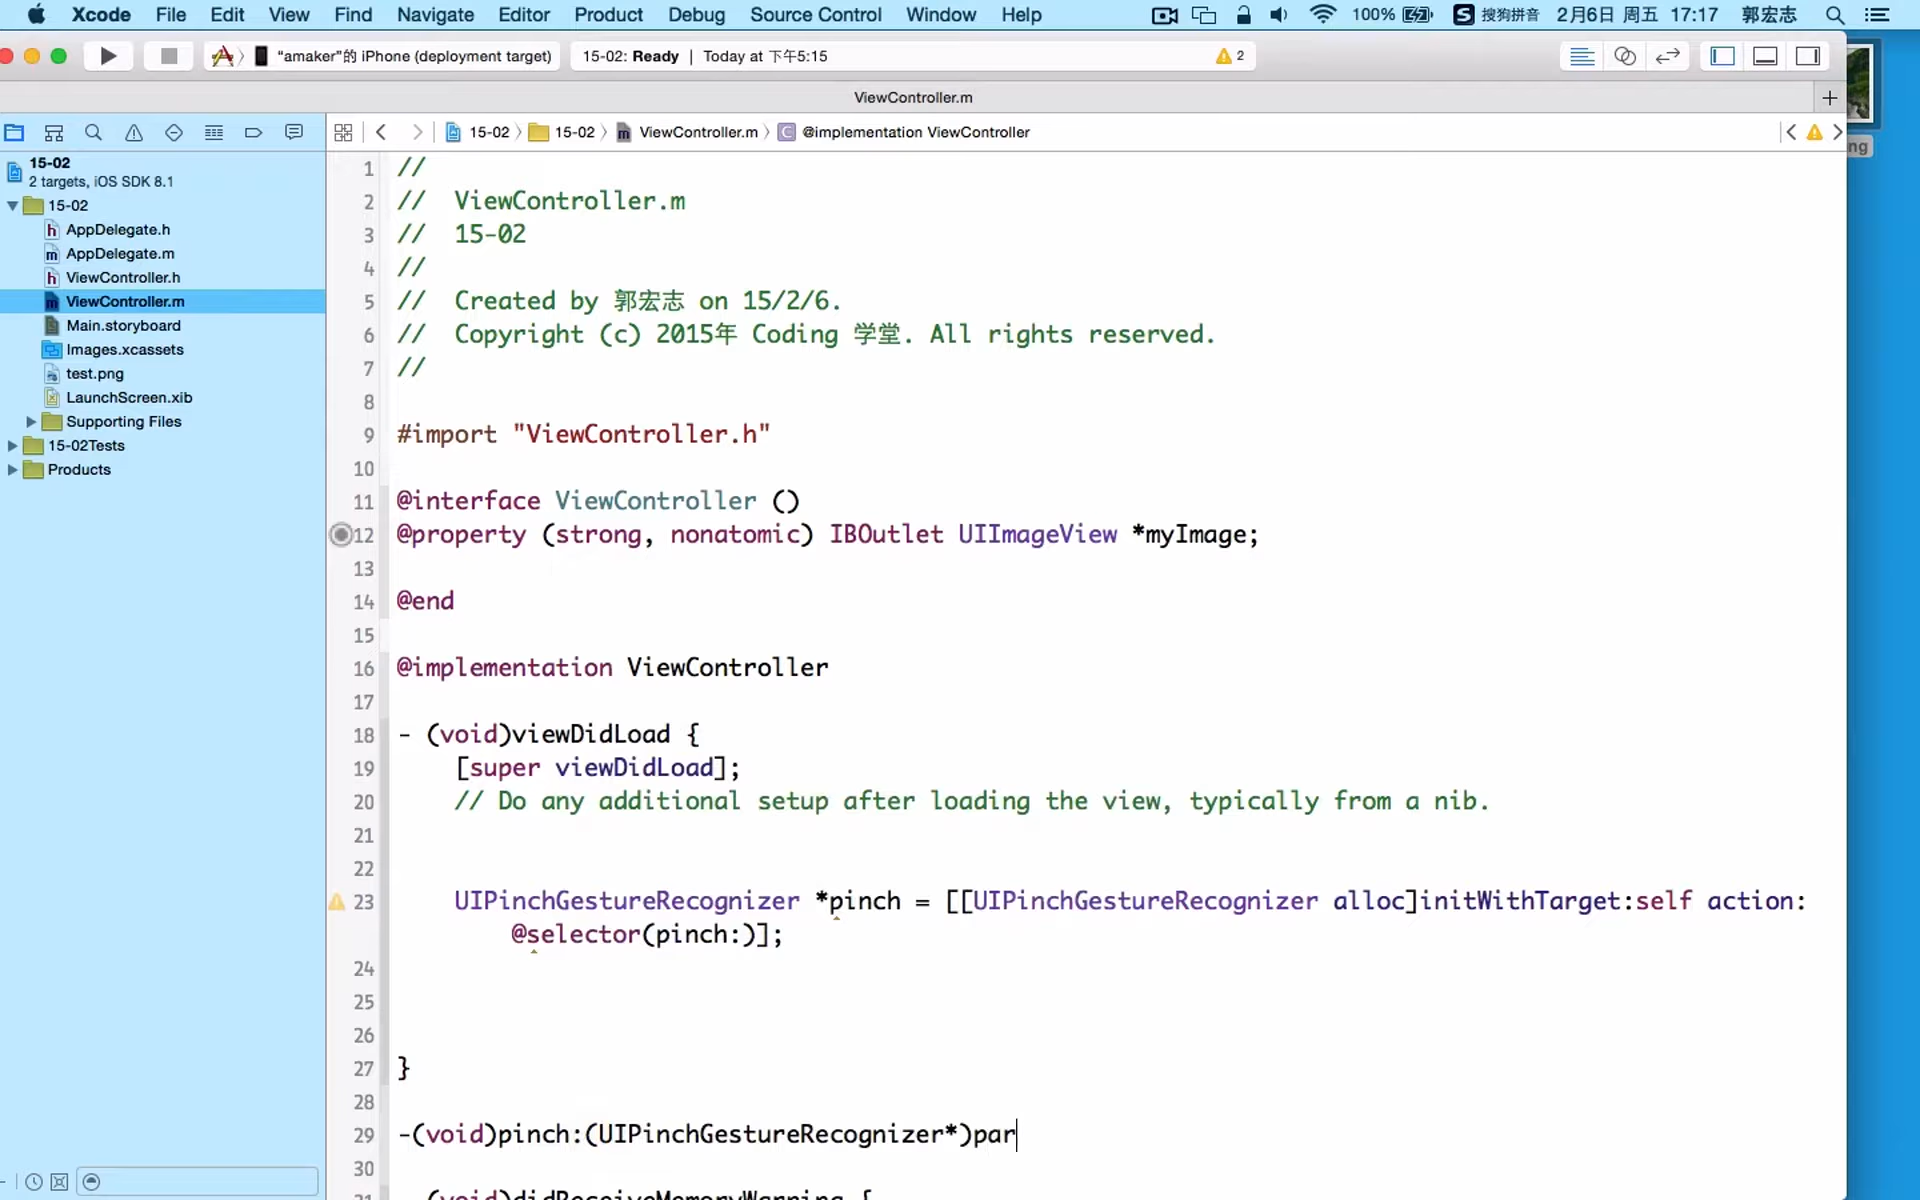 Xcode File Edit View Find Navigate Editor Product Debug Source Control Window Help 100% 搜狗拼音 2月6日 周五 17:17 郭宏志
"amaker"的 iPhone (deployment target) 15-02: Ready | Today at 下午5:15 2
ViewController.m
15-02 15-02 ViewController.m @implementation ViewController
15-02
2 targets, iOS SDK 8.1
15-02
AppDelegate.h
AppDelegate.m
ViewController.h
ViewController.m
Main.storyboard
Images.xcassets
test.png
LaunchScreen.xib
Supporting Files
15-02Tests
Products
1 //
2 // ViewController.m
3 // 15-02
4 //
5 // Created by 郭宏志 on 15/2/6.
6 // Copyright (c) 2015年 Coding 学堂. All rights reserved.
7 //
8
9 #import "ViewController.h"
10
11 @interface ViewController ()
12 @property (strong, nonatomic) IBOutlet UIImageView *myImage;
13
14 @end
15
16 @implementation ViewController
17
18 - (void)viewDidLoad {
19 [super viewDidLoad];
20 // Do any additional setup after loading the view, typically from a nib.
21
22
23 UIPinchGestureRecognizer *pinch = [[UIPinchGestureRecognizer alloc]initWithTarget:self action:
@selector(pinch:)];
24
25
26
27 }
28
29 -(void)pinch:(UIPinchGestureRecognizer*)par
30
31 - (void)didReceiveMemoryWarning {
ng